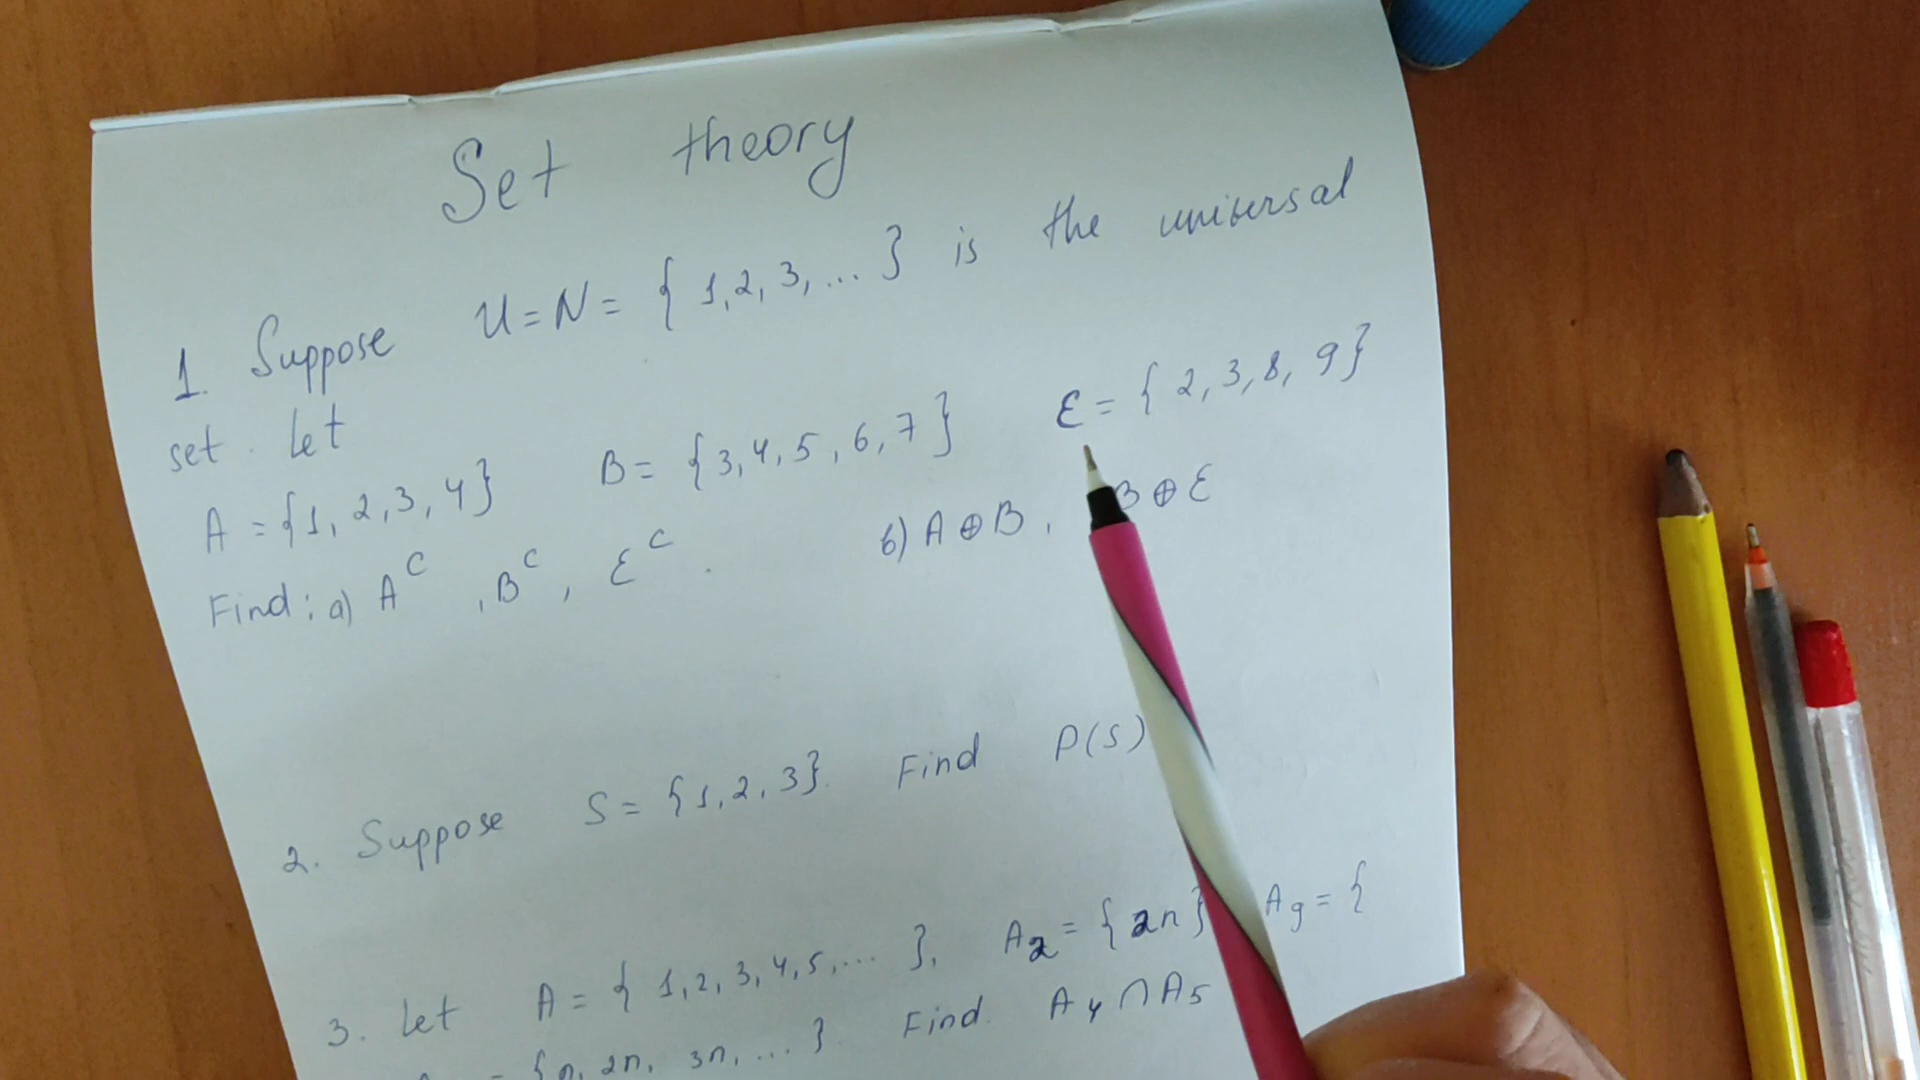 Set theory
1. Suppose U = N = { 1, 2, 3, ... } is the universal
set. Let
A = {1, 2, 3, 4} B = {3, 4, 5, 6, 7} Ɛ = { 2, 3, 8, 9}
Find: a) A^C, B^C, Ɛ^C. b) A ⊕ B, B ⊕ Ɛ
2. Suppose S = {1, 2, 3}. Find P(S)
3. Let A = { 1, 2, 3, 4, 5, ... }, A2 = {2n} A9 = {
= {n, 2n, 3n, ... } Find. A4 ∩ A5